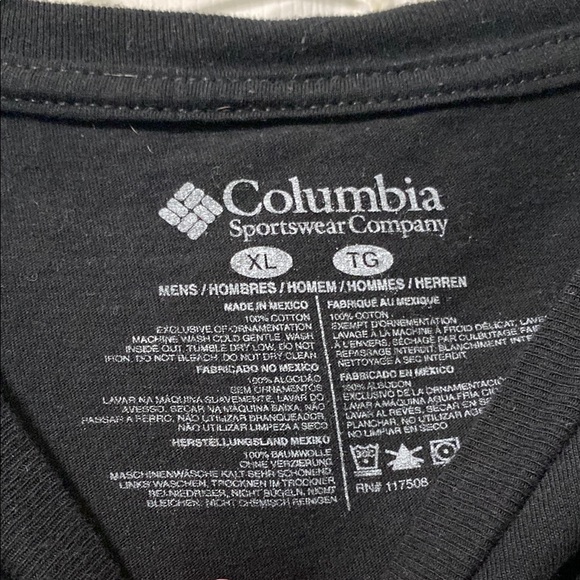 Columbia
Sportswear Company
XL TG
MENS / HOMBRES / HOMEM / HOMMES / HERREN
MADE IN MEXICO
100% COTTON
EXCLUSIVE OF ORNAMENTATION
MACHINE WASH COLD GENTLE, WASH
INSIDE OUT, TUMBLE DRY LOW, DO NOT
IRON, DO NOT BLEACH, DO NOT DRY CLEAN
FABRICADO NO MEXICO
100% ALGODÃO
SEM ORNAMENTOS
LAVAR NA MÁQUINA SUAVEMENTE, LAVAR DO
AVESSO, SECAR NA MÁQUINA BAIXA, NÃO
PASSAR A FERRO, NÃO UTILIZAR BRANQUEADOR,
NÃO UTILIZAR LIMPEZA A SECO
HERSTELLUNGSLAND MEXIKO
100% BAUMWOLLE
OHNE VERZIERUNG
MASCHINENWÄSCHE KALT SEHR SCHONEND,
LINKS WASCHEN, TROCKNEN IM TROCKNER
BEI NIEDRIGER, NICHT BÜGELN, NICHT
BLEICHEN, NICHT CHEMISCH REINIGEN
FABRIQUÉ AU MEXIQUE
100% COTON
EXEMPT D'ORNEMENTATION
LAVAGE À LA MACHINE À FROID DÉLICAT,
À L'ENVERS, SÉCHAGE PAR CULBUTAGE
REPASSAGE INTERDIT, BLANCHIMENT
NETTOYAGE À SEC INTERDIT
FABRICADO EN MÉXICO
100% ALGODON
EXCLUSIVO DE LA ORNAMENTACIÓN
LAVAR A MÁQUINA AGUA FRÍA
LAVAR AL REVÉS, SECAR EN
PLANCHAR, NO UTILIZAR
NO LIMPIAR EN SECO
30C
RN# 117508